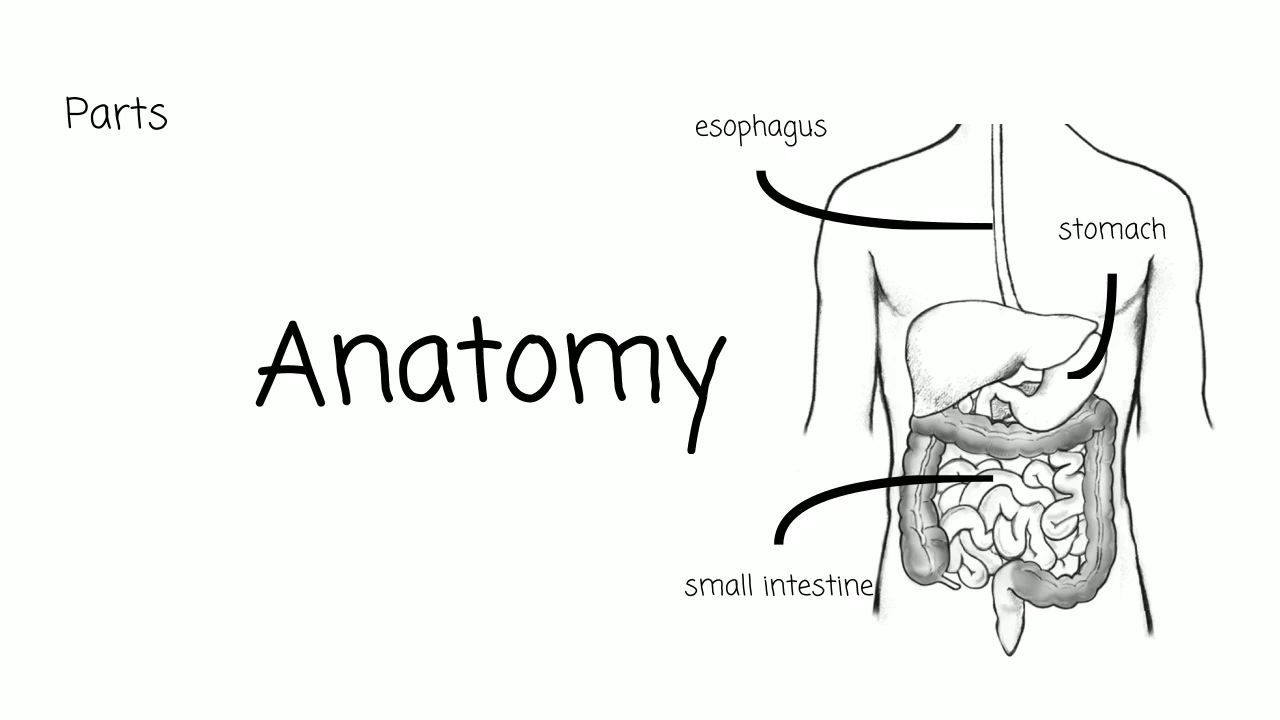 Parts
esophagus
stomach
Anatomy
small intestine